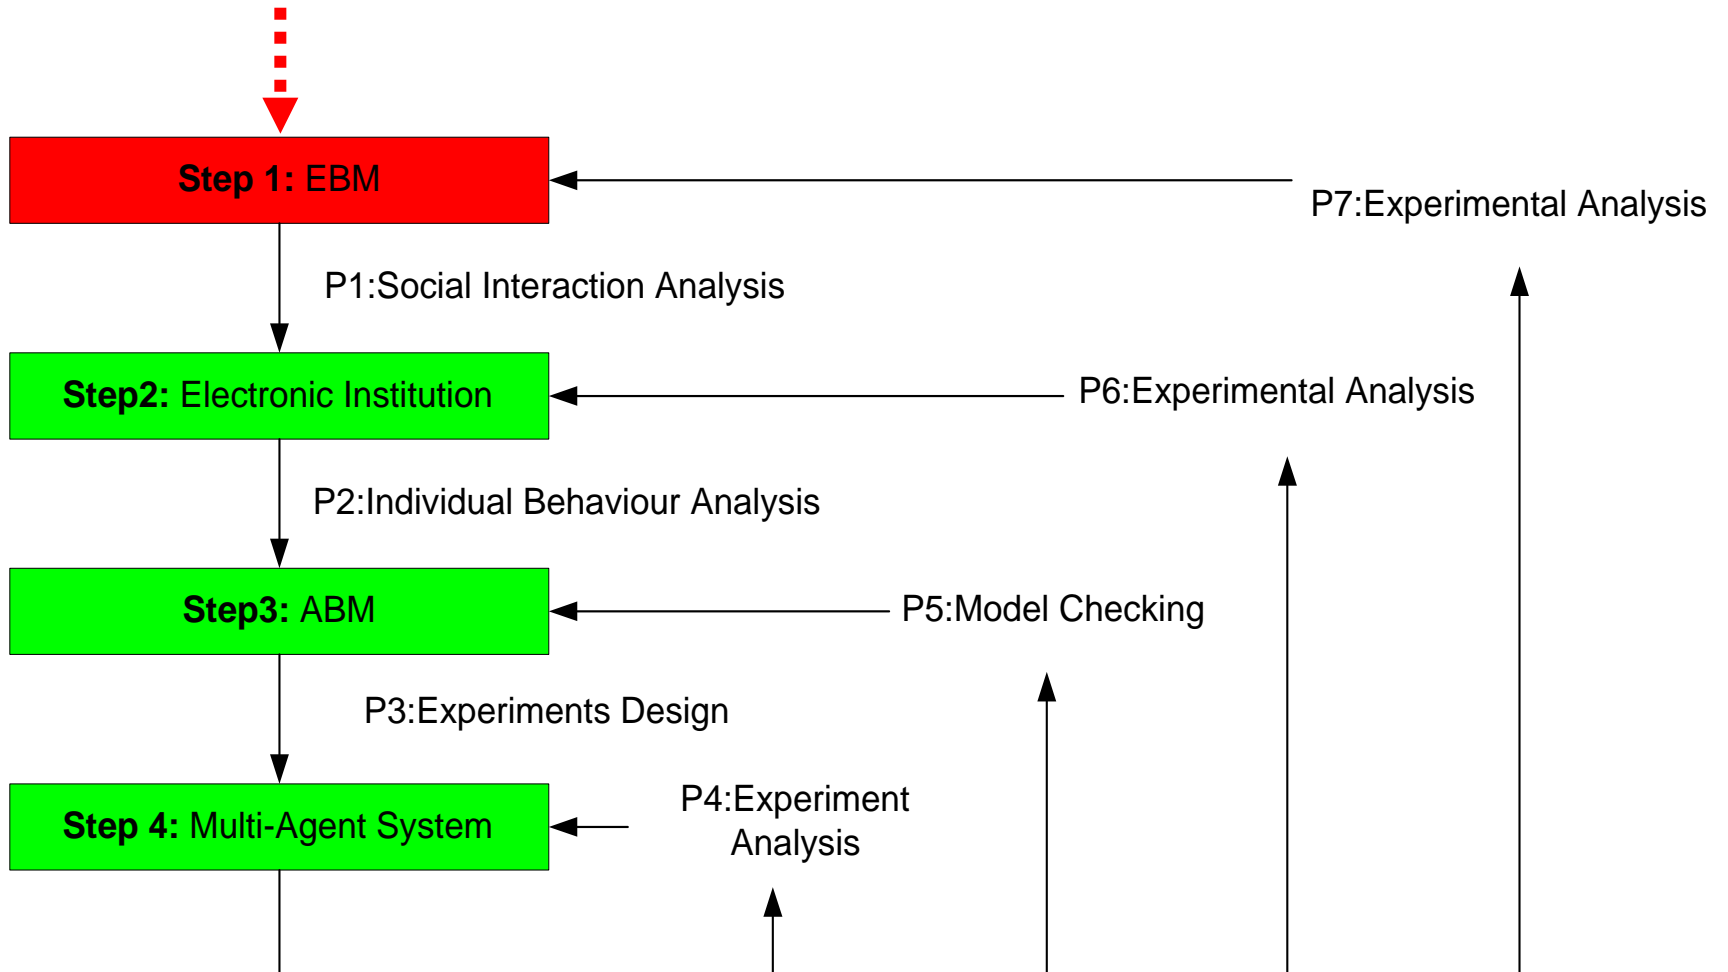 Step 1: EBM
P7:Experimental Analysis
P1:Social Interaction Analysis
Step2: Electronic Institution
P6:Experimental Analysis
P2:Individual Behaviour Analysis
Step3: ABM
P5:Model Checking
P3:Experiments Design
Step 4: Multi-Agent System
P4:Experiment
Analysis